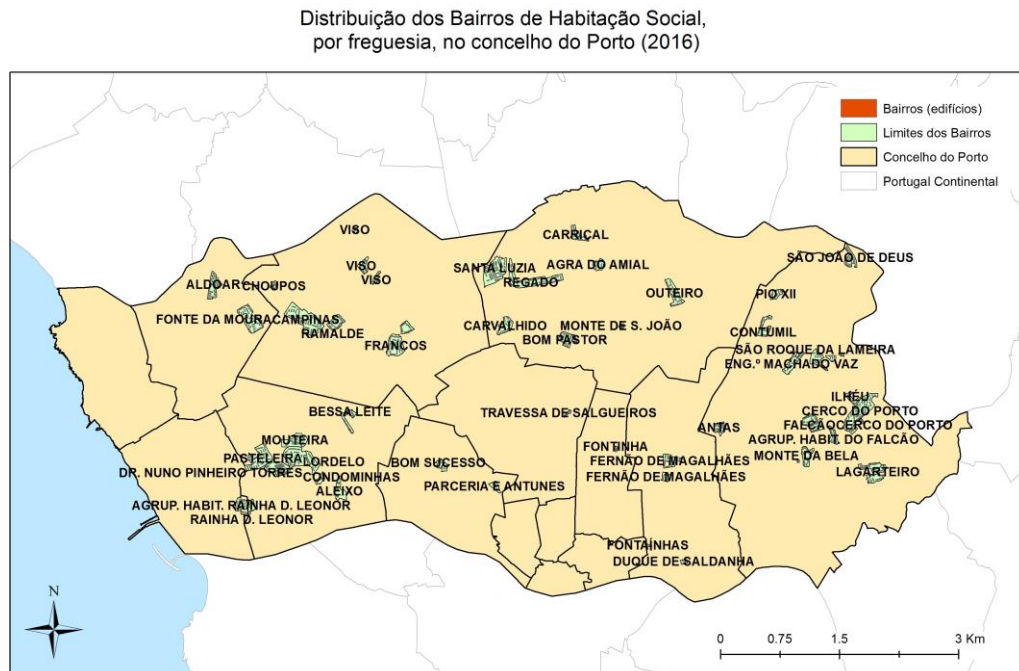 Distribuição dos Bairros de Habitação Social,
por freguesia, no concelho do Porto (2016)
Bairros (edifícios)
Limites dos Bairros
Concelho do Porto
Portugal Continental
VISO
CARRIÇAL
SÃO JOÃO DE DEUS
VISO
VISO
SANTA LUZIA
AGRA DO AMIAL
REGADO
ALDOAR
CHOUPOS
OUTEIRO
PIO XII
FONTE DA MOURA
CAMPINAS
RAMALDE
FRANCOS
CARVALHIDO
MONTE DE S. JOÃO
BOM PASTOR
CONTUMIL
SÃO ROQUE DA LAMEIRA
ENG.º MACHADO VAZ
ILHÉU
CERCO DO PORTO
FALCÃO
CERCO DO PORTO
AGRUP. HABIT. DO FALCÃO
BESSA LEITE
TRAVESSA DE SALGUEIROS
ANTAS
MOUTEIRA
PASTELEIRA
LORDELO
DR. NUNO PINHEIRO TORRES
CONDOMINHAS
ALEIXO
BOM SUCESSO
PARCERIA E ANTUNES
FONTINHA
FERNÃO DE MAGALHÃES
FERNÃO DE MAGALHÃES
MONTE DA BELA
LAGARTEIRO
AGRUP. HABIT. RAINHA D. LEONOR
RAINHA D. LEONOR
FONTAÍNHAS
DUQUE DE SALDANHA
N
0 0.75 1.5 3 Km